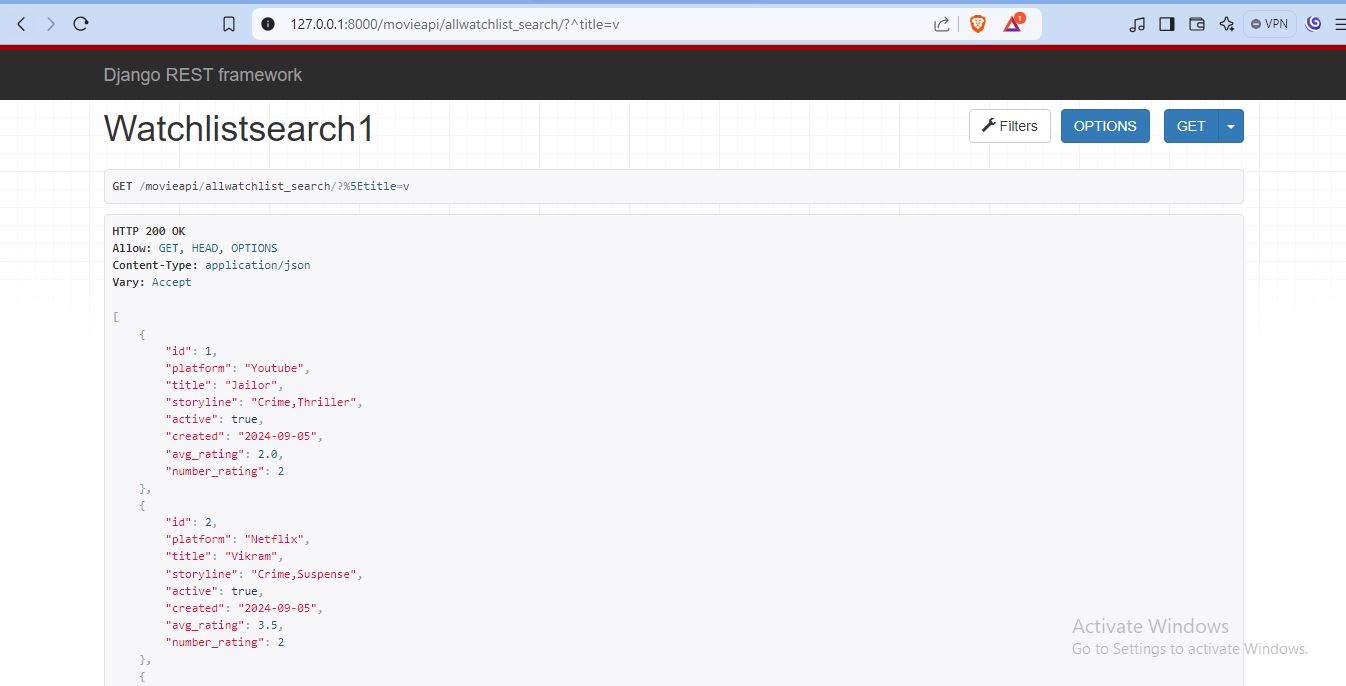 127.0.0.1:8000/movieapi/allwatchlist_search/?^title=v
1
VPN
Django REST framework
Watchlistsearch1
Filters
OPTIONS
GET
GET /movieapi/allwatchlist_search/?%5Etitle=v
HTTP 200 OK
Allow: GET, HEAD, OPTIONS
Content-Type: application/json
Vary: Accept
[
{
"id": 1,
"platform": "Youtube",
"title": "Jailor",
"storyline": "Crime,Thriller",
"active": true,
"created": "2024-09-05",
"avg_rating": 2.0,
"number_rating": 2
},
{
"id": 2,
"platform": "Netflix",
"title": "Vikram",
"storyline": "Crime,Suspense",
"active": true,
"created": "2024-09-05",
"avg_rating": 3.5,
"number_rating": 2
},
{
Activate Windows
Go to Settings to activate Windows.